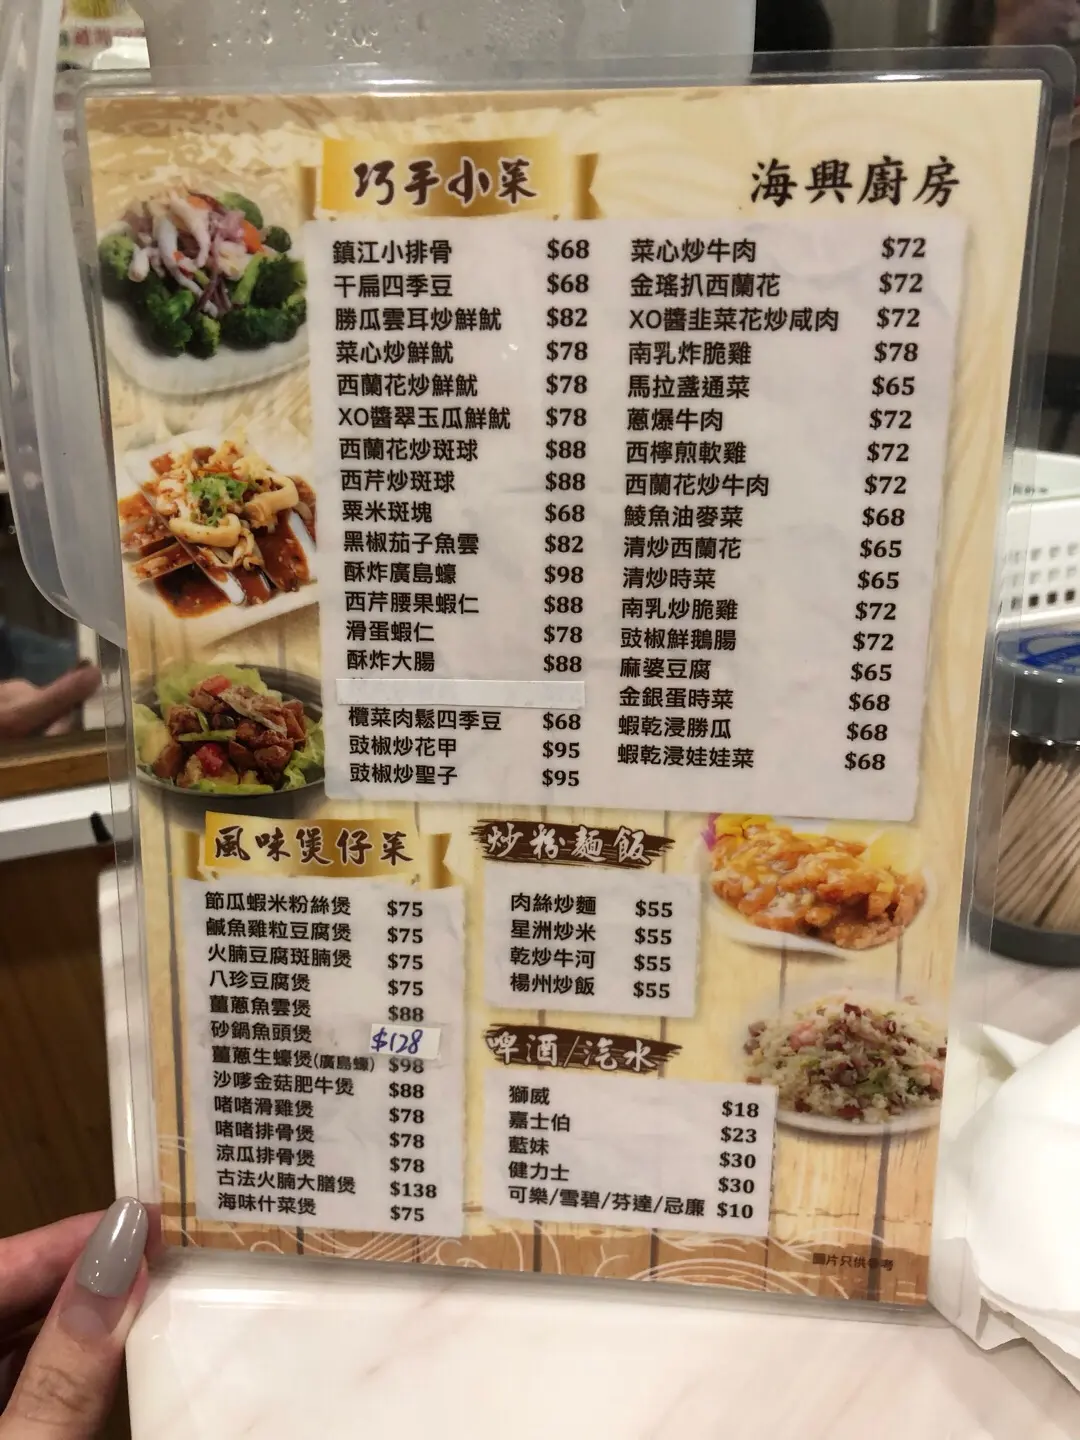 巧手小菜
海興廚房
鎮江小排骨 $68
干扁四季豆 $68
勝瓜雲耳炒鮮魷 $82
菜心炒鮮魷 $78
西蘭花炒鮮魷 $78
XO醬翠玉瓜鮮魷 $78
西蘭花炒斑球 $88
西芹炒斑球 $88
粟米斑塊 $68
黑椒茄子魚雲 $82
酥炸廣島蠔 $98
西芹腰果蝦仁 $88
滑蛋蝦仁 $78
酥炸大腸 $88
欖菜肉鬆四季豆 $68
豉椒炒花甲 $95
豉椒炒聖子 $95
菜心炒牛肉 $72
金瑤扒西蘭花 $72
XO醬韭菜花炒咸肉 $72
南乳炸脆雞 $78
馬拉盞通菜 $65
蔥爆牛肉 $72
西檸煎軟雞 $72
西蘭花炒牛肉 $72
鯪魚油麥菜 $68
清炒西蘭花 $65
清炒時菜 $65
南乳炒脆雞 $72
豉椒鮮鵝腸 $72
麻婆豆腐 $65
金銀蛋時菜 $68
蝦乾浸勝瓜 $68
蝦乾浸娃娃菜 $68
風味煲仔菜
節瓜蝦米粉絲煲 $75
鹹魚雞粒豆腐煲 $75
火腩豆腐斑腩煲 $75
八珍豆腐煲 $75
薑蔥魚雲煲 $88
砂鍋魚頭煲 $128
薑蔥生蠔煲(廣島蠔) $98
沙嗲金菇肥牛煲 $88
啫啫滑雞煲 $78
啫啫排骨煲 $78
涼瓜排骨煲 $78
古法火腩大膳煲 $138
海味什菜煲 $75
炒粉麵飯
肉絲炒麵 $55
星洲炒米 $55
乾炒牛河 $55
楊州炒飯 $55
啤酒/汽水
獅威 $18
嘉士伯 $23
藍妹 $30
健力士 $30
可樂/雪碧/芬達/忌廉 $10
圖片只供參考